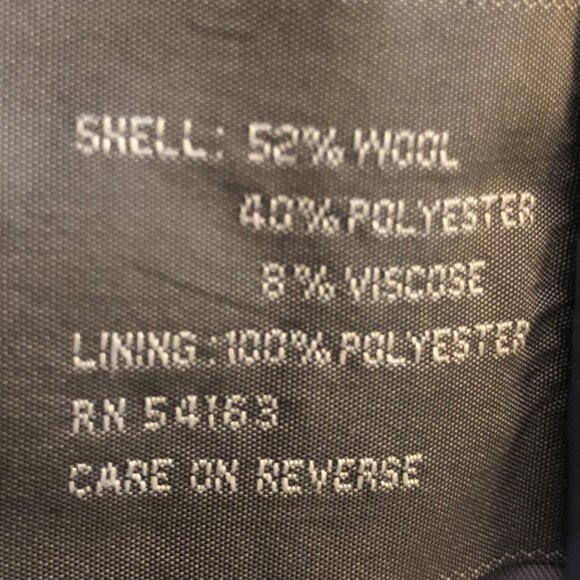 SHELL: 52% WOOL
40% POLYESTER
8% VISCOSE
LINING: 100% POLYESTER
RN 54163
CARE ON REVERSE